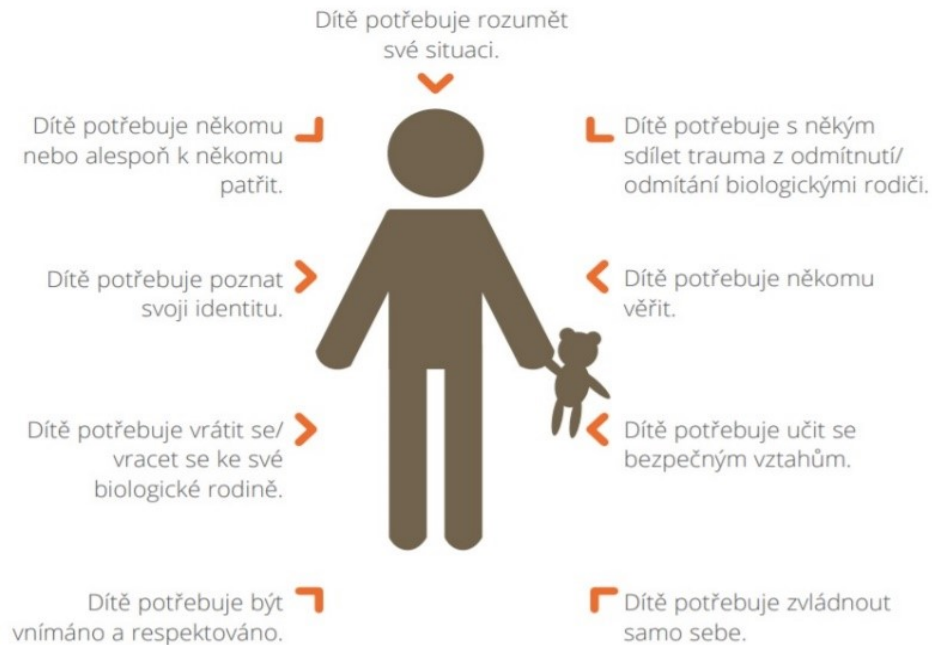 Dítě potřebuje rozumět
své situaci.
Dítě potřebuje někomu
nebo alespoň k někomu
patřit.
Dítě potřebuje s někým
sdílet trauma z odmítnutí/
odmítání biologickými rodiči.
Dítě potřebuje poznat
svoji identitu.
Dítě potřebuje někomu
věřit.
Dítě potřebuje vrátit se/
vracet se ke své
biologické rodině.
Dítě potřebuje učit se
bezpečným vztahům.
Dítě potřebuje být
vnímáno a respektováno.
Dítě potřebuje zvládnout
samo sebe.